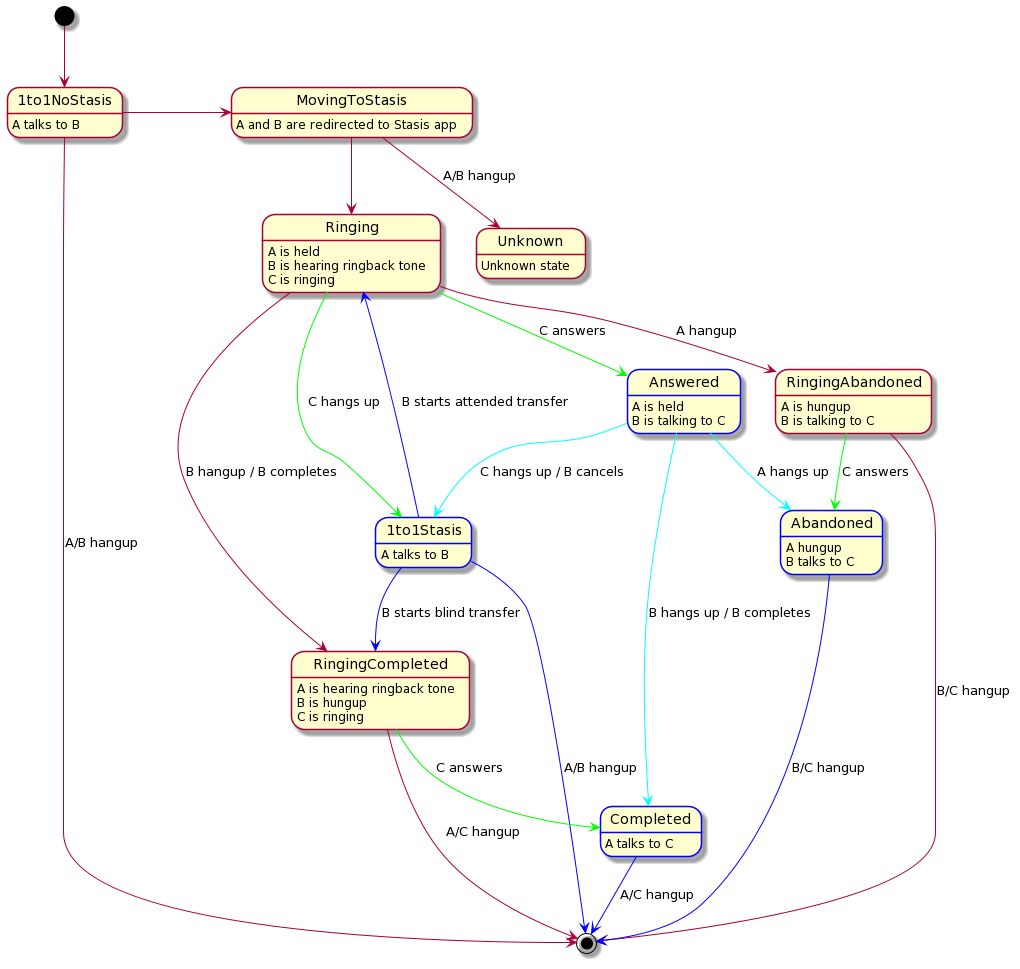 1to1NoStasis
A talks to B
MovingToStasis
A and B are redirected to Stasis app
A/B hangup
Ringing
A is held
B is hearing ringback tone
C is ringing
Unknown
Unknown state
C answers
A hangup
Answered
A is held
B is talking to C
RingingAbandoned
A is hungup
B is talking to C
C hangs up
B starts attended transfer
B hangup / B completes
C hangs up / B cancels
A hangs up
C answers
1to1Stasis
A talks to B
Abandoned
A hungup
B talks to C
A/B hangup
B starts blind transfer
B hangs up / B completes
RingingCompleted
A is hearing ringback tone
B is hungup
C is ringing
B/C hangup
C answers
A/B hangup
B/C hangup
Completed
A talks to C
A/C hangup
A/C hangup